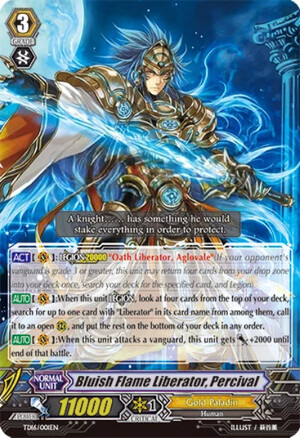 3
A knight...... has something he would
stake everything in order to protect.
ACT LEGION 20000 "Oath Liberator, Aglovale" (If your opponent's
vanguard is grade 3 or greater, this unit may return four cards from your drop
into your deck once, search your deck for the specified card, and Legion)
AUTO :When this unit LEGION, look at four cards from the top of your deck,
search for up to one card with "Liberator" in its card name from among them, call
it to an open , and put the rest on the bottom of your deck in any order.
AUTO :When this unit attacks a vanguard, this unit gets +2000 until
end of that battle.
NORMAL
UNIT
Bluish Flame Liberator, Percival
11000
1
CRITICAL
Gold Paladin
Human
TD16/001EN
ILLUST / 萩谷薫